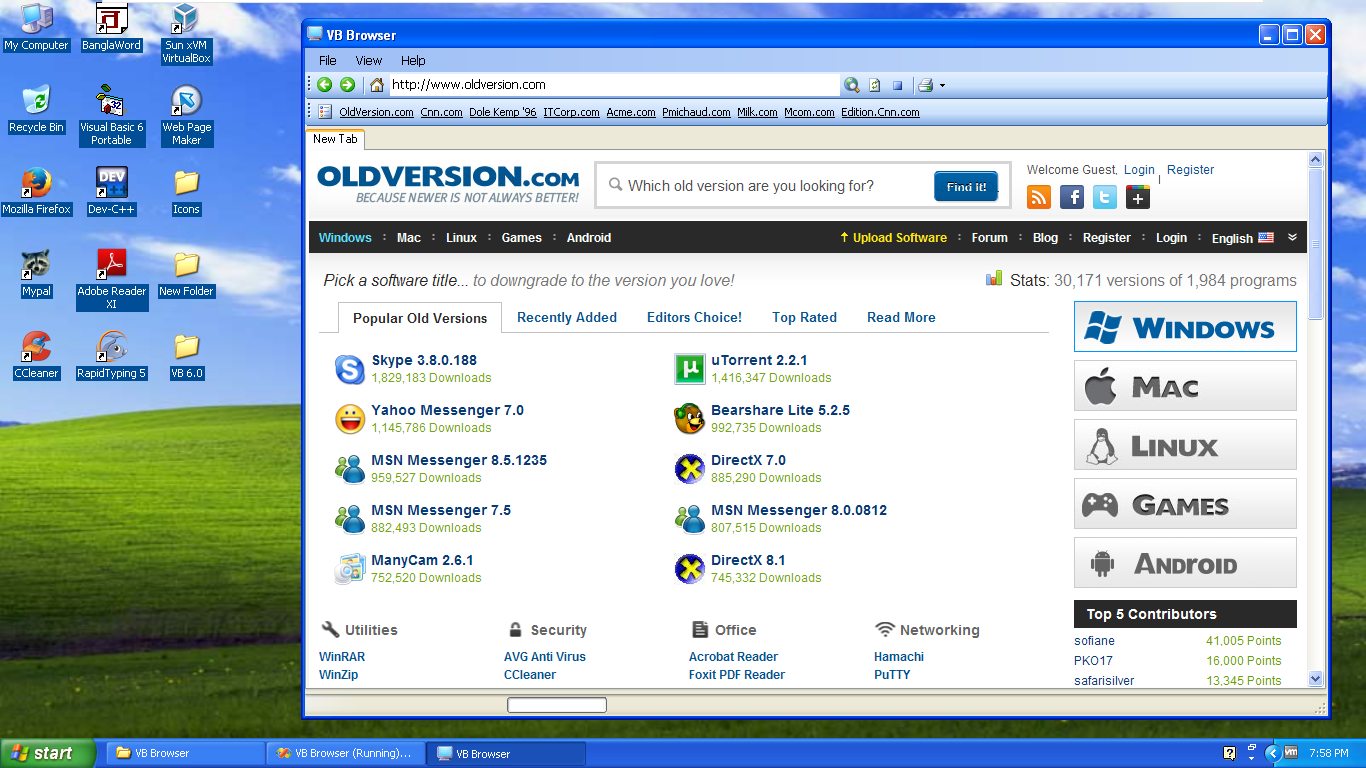 My Computer
BanglaWord
Sun xVM
VirtualBox
Recycle Bin
Visual Basic 6
Portable
Web Page
Maker
Mozilla Firefox
Dev-C++
Icons
Mypal
Adobe Reader
XI
New Folder
CCleaner
RapidTyping 5
VB 6.0
32
DEV
C++
VB Browser
File View Help
http://www.oldversion.com
OldVersion.com Cnn.com Dole Kemp '96 ITCorp.com Acme.com Pmichaud.com Milk.com Mcom.com Edition.Cnn.com
New Tab
OLDVERSION.COM
BECAUSE NEWER IS NOT ALWAYS BETTER!
Which old version are you looking for?
Find it!
Welcome Guest, Login | Register
Windows : Mac : Linux : Games : Android
Upload Software : Forum : Blog : Register : Login : English
Pick a software title... to downgrade to the version you love!
Stats: 30,171 versions of 1,984 programs
Popular Old Versions
Recently Added
Editors Choice!
Top Rated
Read More
Skype 3.8.0.188
1,829,183 Downloads
uTorrent 2.2.1
1,416,347 Downloads
Yahoo Messenger 7.0
1,145,786 Downloads
Bearshare Lite 5.2.5
992,735 Downloads
MSN Messenger 8.5.1235
959,527 Downloads
DirectX 7.0
885,290 Downloads
MSN Messenger 7.5
882,493 Downloads
MSN Messenger 8.0.0812
807,515 Downloads
ManyCam 2.6.1
752,520 Downloads
DirectX 8.1
745,332 Downloads
WINDOWS
MAC
LINUX
GAMES
ANDROID
Top 5 Contributors
sofiane 41,005 Points
PKO17 16,000 Points
safarisilver 13,345 Points
Utilities
WinRAR
WinZip
Security
AVG Anti Virus
CCleaner
Office
Acrobat Reader
Foxit PDF Reader
Networking
Hamachi
PuTTY
start
VB Browser
VB Browser (Running)...
VB Browser
vm
7:58 PM